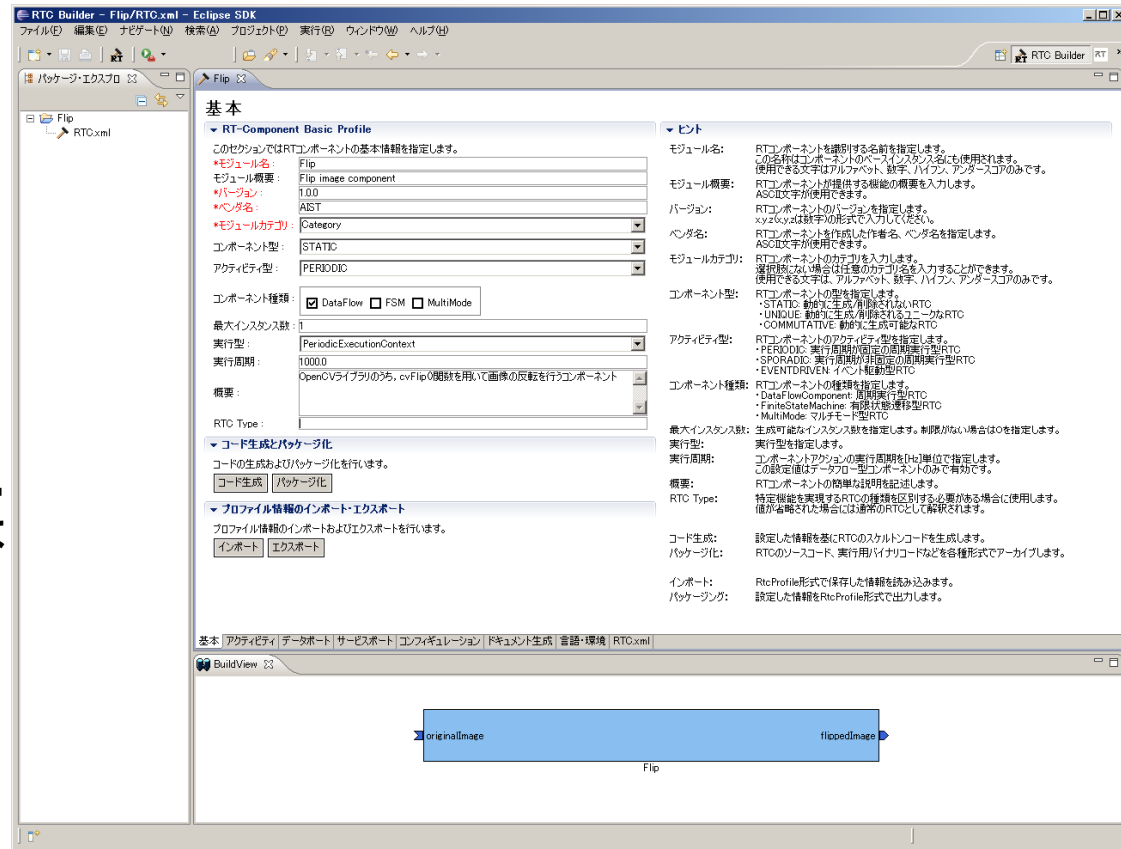 RTC Builder - Flip/RTC.xml - Eclipse SDK
ファイル(F) 編集(E) ナビゲート(N) 検索(A) プロジェクト(P) 実行(R) ウィンドウ(W) ヘルプ(H)
RTC Builder
パッケージ・エクスプロ
Flip
RTC.xml
Flip
基本
RT-Component Basic Profile
このセクションではRTコンポーネントの基本情報を指定します。
*モジュール名: Flip
モジュール概要: Flip image component
*バージョン: 1.0.0
*ベンダ名: AIST
*モジュールカテゴリ: Category
コンポーネント型: STATIC
アクティビティ型: PERIODIC
コンポーネント種類: DataFlow FSM MultiMode
最大インスタンス数: 1
実行型: PeriodicExecutionContext
実行周期: 1000.0
概要: OpenCVライブラリのうち, cvFlip()関数を用いて画像の反転を行うコンポーネント
RTC Type:
コード生成とパッケージ化
コードの生成およびパッケージ化を行います。
コード生成 パッケージ化
プロファイル情報のインポート・エクスポート
プロファイル情報のインポートおよびエクスポートを行います。
インポート エクスポート
ヒント
モジュール名: RTコンポーネントを識別する名前を指定します。
この名称はコンポーネントのベースインスタンス名にも使用されます。
使用できる文字はアルファベット、数字、ハイフン、アンダースコアのみです。
モジュール概要: RTコンポーネントが提供する機能の概要を入力します。
ASCII文字が使用できます。
バージョン: RTコンポーネントのバージョンを指定します。
x.y.z(x,y,zは数字)の形式で入力してください。
ベンダ名: RTコンポーネントを作成した作者名、ベンダ名を指定します。
ASCII文字が使用できます。
モジュールカテゴリ: RTコンポーネントのカテゴリを入力します。
選択肢にない場合は任意のカテゴリ名を入力することができます。
使用できる文字は、アルファベット、数字、ハイフン、アンダースコアのみです。
コンポーネント型: RTコンポーネントの型を指定します。
・STATIC: 動的に生成/削除されないRTC
・UNIQUE: 動的に生成/削除されるユニークなRTC
・COMMUTATIVE: 動的に生成可能なRTC
アクティビティ型: RTコンポーネントのアクティビティ型を指定します。
・PERIODIC: 実行周期が固定の周期実行型RTC
・SPORADIC: 実行周期が非固定の周期実行型RTC
・EVENTDRIVEN: イベント駆動型RTC
コンポーネント種類: RTコンポーネントの種類を指定します。
・DataFlowComponent: 周期実行型RTC
・FiniteStateMachine: 有限状態遷移型RTC
・MultiMode: マルチモード型RTC
最大インスタンス数: 生成可能なインスタンス数を指定します。制限がない場合は0を指定します。
実行型: 実行型を指定します。
実行周期: コンポーネントアクションの実行周期を[Hz]単位で指定します。
この設定値はデータフロー型コンポーネントのみで有効です。
概要: RTコンポーネントの簡単な説明を記述します。
RTC Type: 特定機能を実現するRTCの種類を区別する必要がある場合に使用します。
値が省略された場合には通常のRTCとして解釈されます。
コード生成: 設定した情報を基にRTCのスケルトンコードを生成します。
パッケージ化: RTCのソースコード、実行用バイナリコードなどを各種形式でアーカイブします。
インポート: RtcProfile形式で保存した情報を読み込みます。
パッケージング: 設定した情報をRtcProfile形式で出力します。
基本 アクティビティ データポート サービスポート コンフィギュレーション ドキュメント生成 言語・環境 RTC.xml
BuildView
originalImage flippedImage
Flip